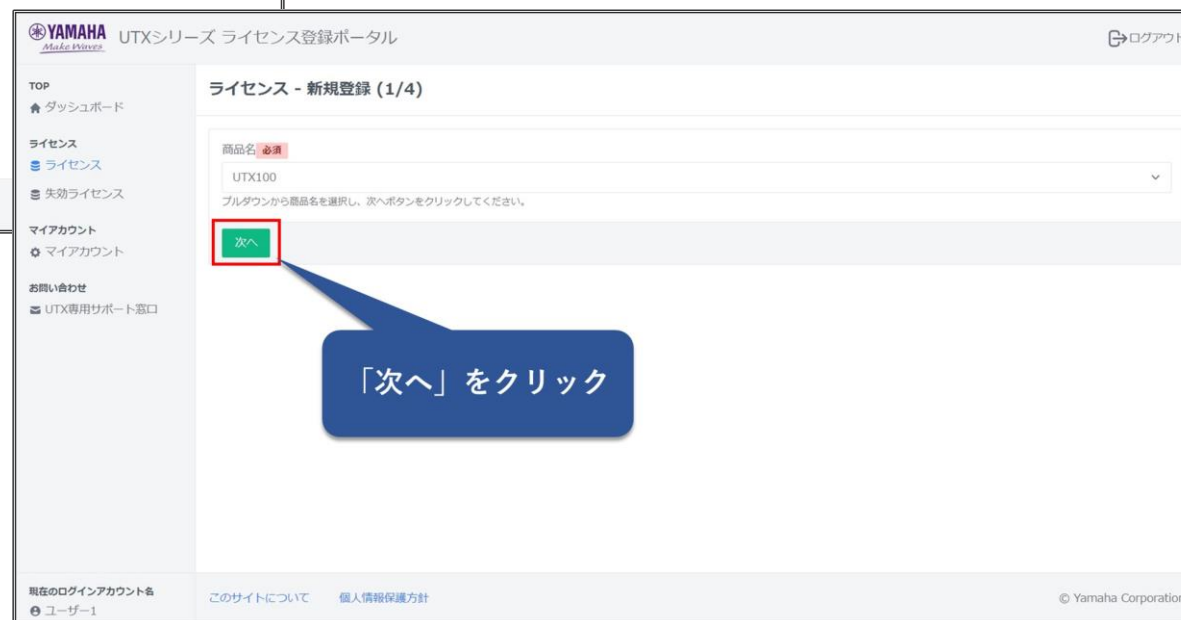 YAMAHA
Make Waves
UTXシリーズ ライセンス登録ポータル
ログアウト
TOP
ダッシュボード
ライセンス
ライセンス
失効ライセンス
マイアカウント
マイアカウント
お問い合わせ
UTX専用サポート窓口
ライセンス - 新規登録 (1/4)
商品名 必須
UTX100
プルダウンから商品名を選択し、次へボタンをクリックしてください。
次へ
「次へ」をクリック
現在のログインアカウント名
ユーザー1
このサイトについて 個人情報保護方針
© Yamaha Corporation